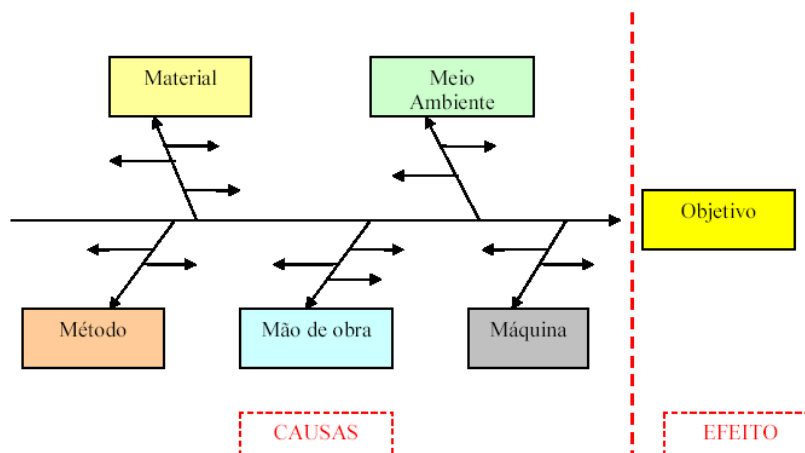 Material
Meio
Ambiente
Objetivo
Método
Mão de obra
Máquina
CAUSAS
EFEITO